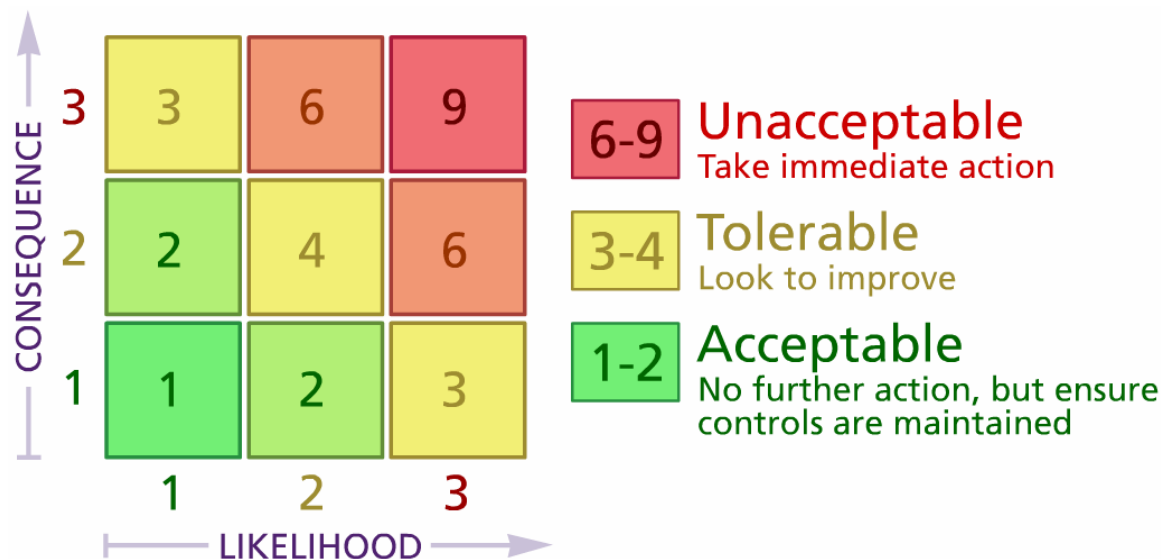 CONSEQUENCE
3 3 6 9
2 2 4 6
1 1 2 3
1 2 3
LIKELIHOOD
6-9 Unacceptable
Take immediate action
3-4 Tolerable
Look to improve
1-2 Acceptable
No further action, but ensure
controls are maintained